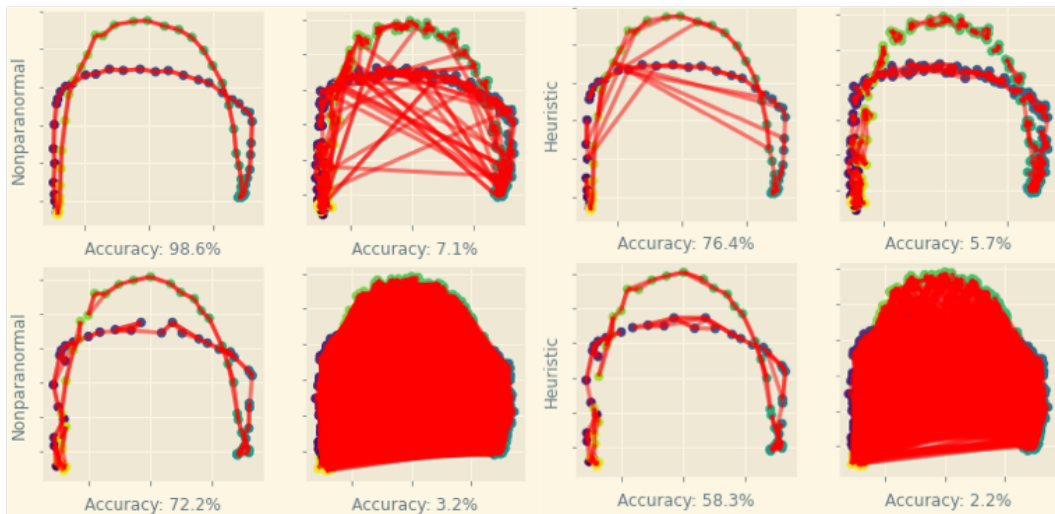 Nonparanormal
Accuracy: 98.6%
Accuracy: 7.1%
Heuristic
Accuracy: 76.4%
Accuracy: 5.7%
Nonparanormal
Accuracy: 72.2%
Accuracy: 3.2%
Heuristic
Accuracy: 58.3%
Accuracy: 2.2%